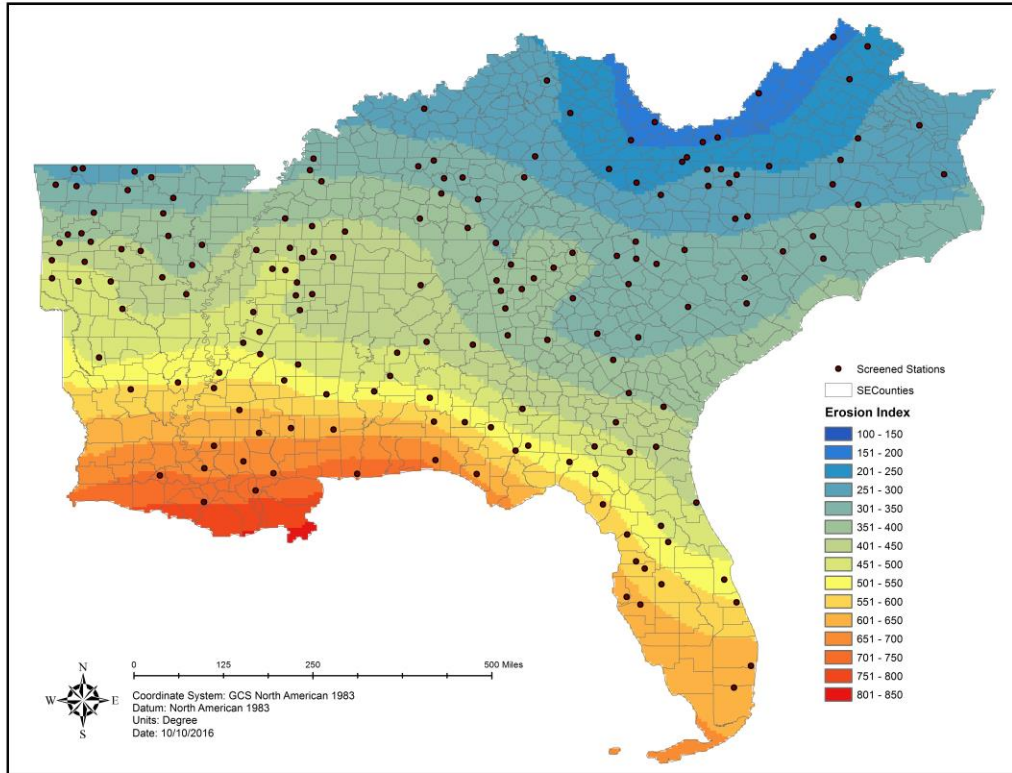 Screened Stations
SECounties
Erosion Index
100 - 150
151 - 200
201 - 250
251 - 300
301 - 350
351 - 400
401 - 450
451 - 500
501 - 550
551 - 600
601 - 650
651 - 700
701 - 750
751 - 800
801 - 850
N
W
E
S
0 125 250 500 Miles
Coordinate System: GCS North American 1983
Datum: North American 1983
Units: Degree
Date: 10/10/2016